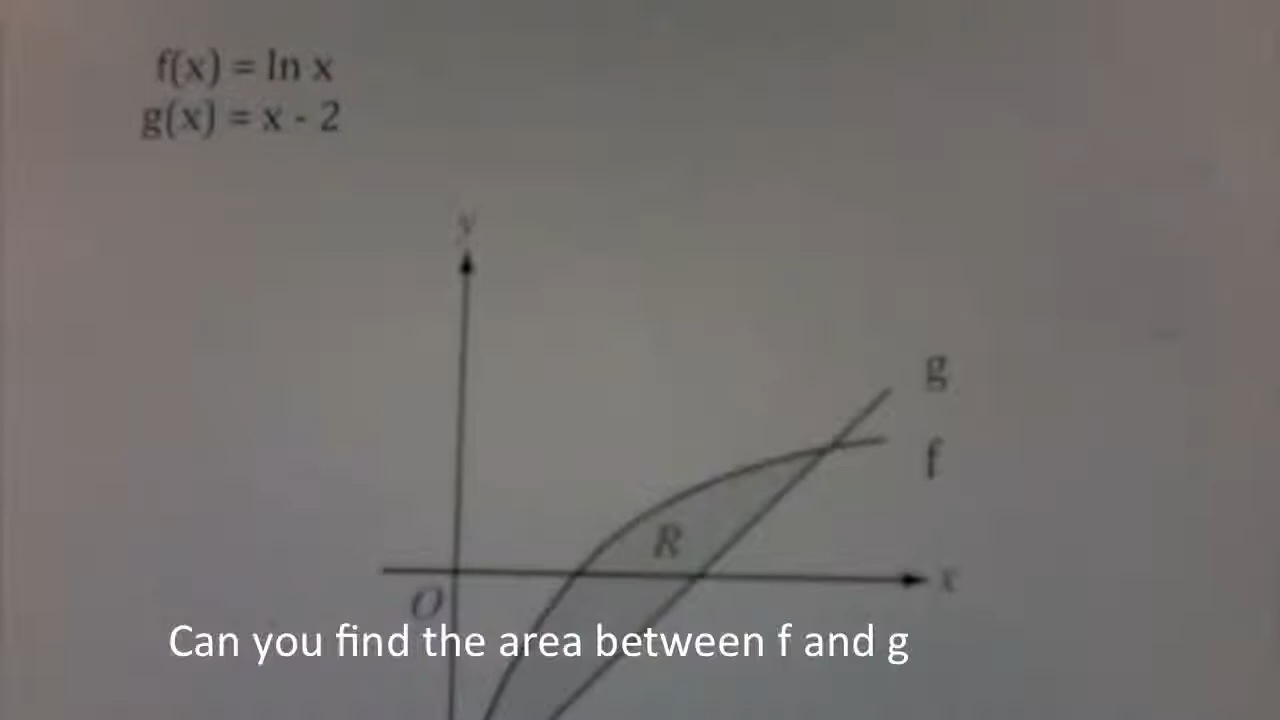 f(x) = ln x
g(x) = x - 2
y
g
f
R
x
O
Can you find the area between f and g